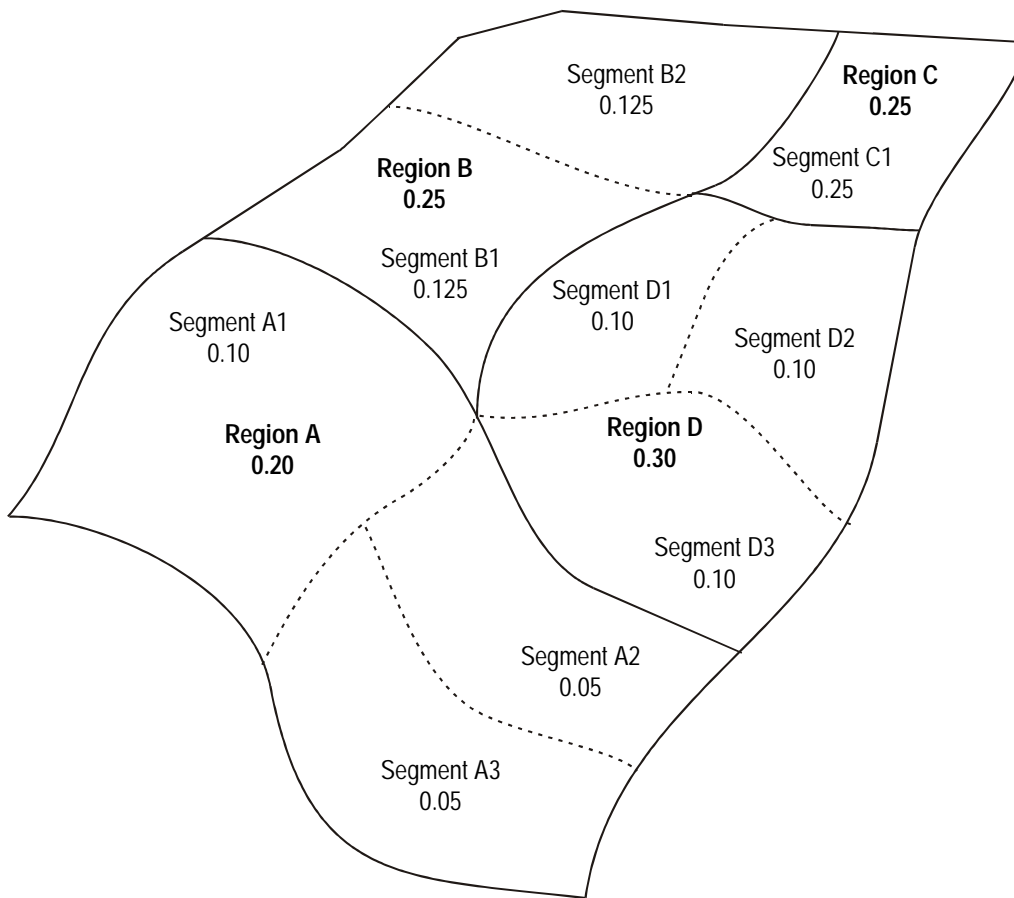 Segment B2
0.125
Region C
0.25
Segment C1
0.25
Region B
0.25
Segment B1
0.125
Segment D1
0.10
Segment A1
0.10
Segment D2
0.10
Region A
0.20
Region D
0.30
Segment D3
0.10
Segment A2
0.05
Segment A3
0.05